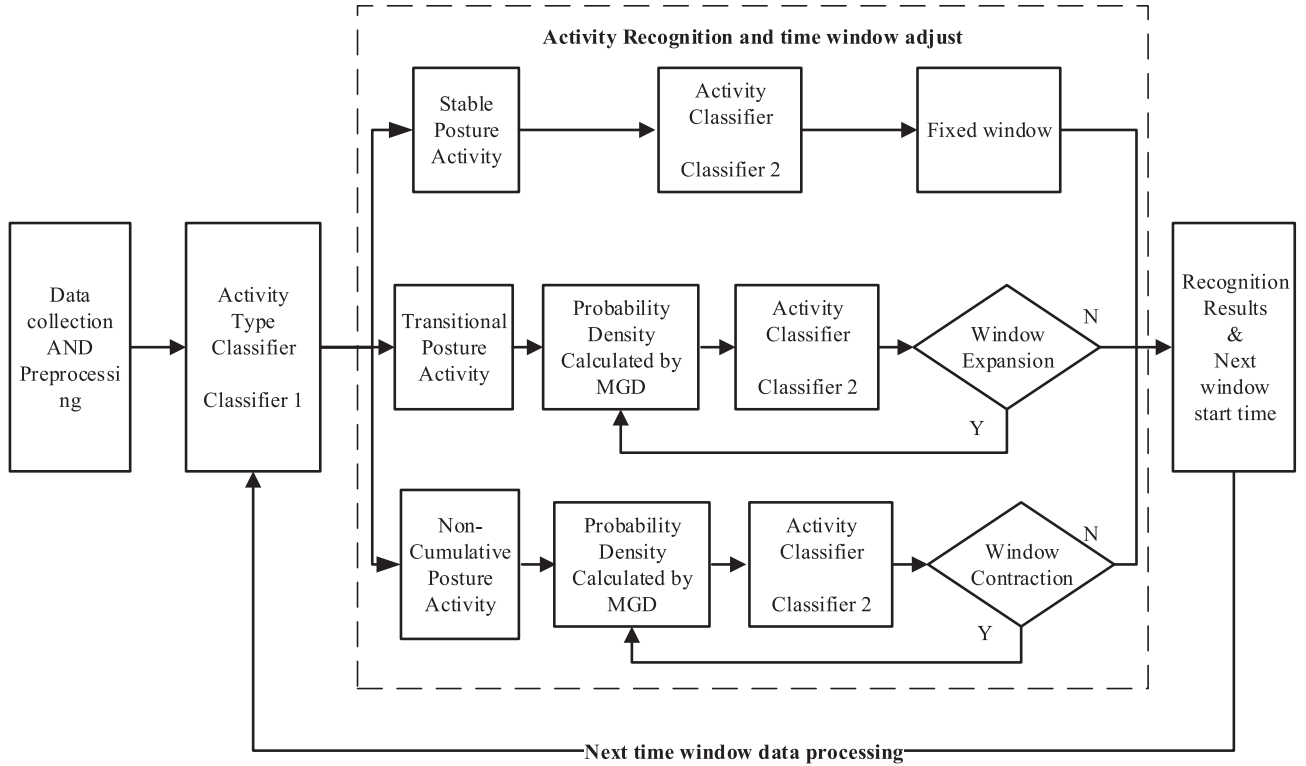 Activity Recognition and time window adjust
Stable
Posture
Activity
Activity
Classifier
Classifier 2
Fixed window
Data
collection
AND
Preprocessi
ng
Activity
Type
Classifier
Classifier 1
Transitional
Posture
Activity
Probability
Density
Calculated by
MGD
Activity
Classifier
Classifier 2
Window
Expansion
N
Y
Recognition
Results
&
Next
window
start time
Non-
Cumulative
Posture
Activity
Probability
Density
Calculated by
MGD
Activity
Classifier
Classifier 2
Window
Contraction
N
Y
Next time window data processing